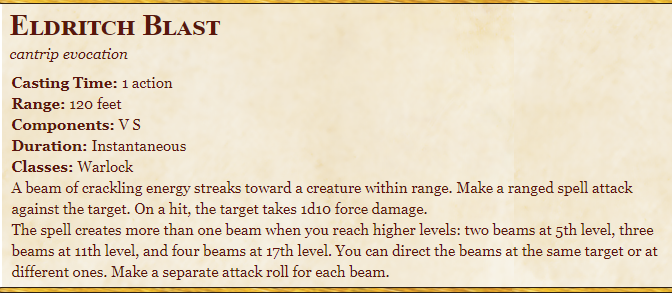 Eldritch Blast
cantrip evocation
Casting Time: 1 action
Range: 120 feet
Components: V S
Duration: Instantaneous
Classes: Warlock
A beam of crackling energy streaks toward a creature within range. Make a ranged spell attack
against the target. On a hit, the target takes 1d10 force damage.
The spell creates more than one beam when you reach higher levels: two beams at 5th level, three
beams at 11th level, and four beams at 17th level. You can direct the beams at the same target or at
different ones. Make a separate attack roll for each beam.